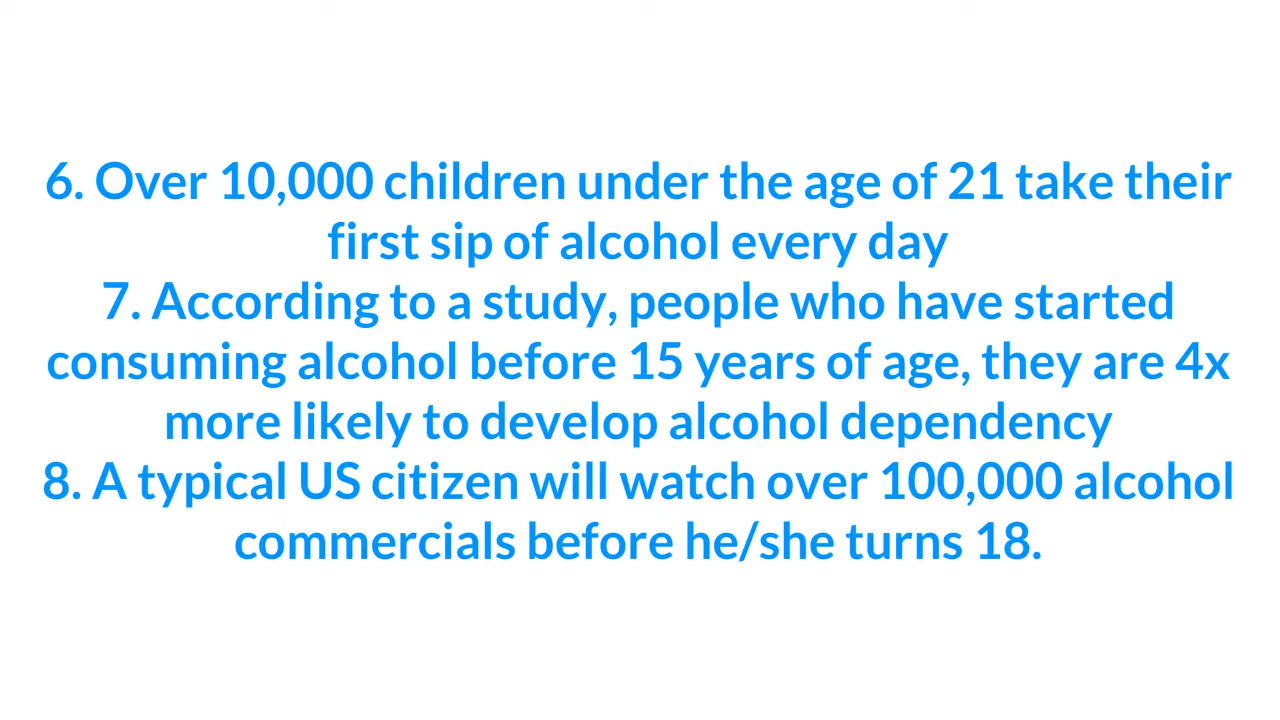 6. Over 10,000 children under the age of 21 take their
first sip of alcohol every day
7. According to a study, people who have started
consuming alcohol before 15 years of age, they are 4x
more likely to develop alcohol dependency
8. A typical US citizen will watch over 100,000 alcohol
commercials before he/she turns 18.